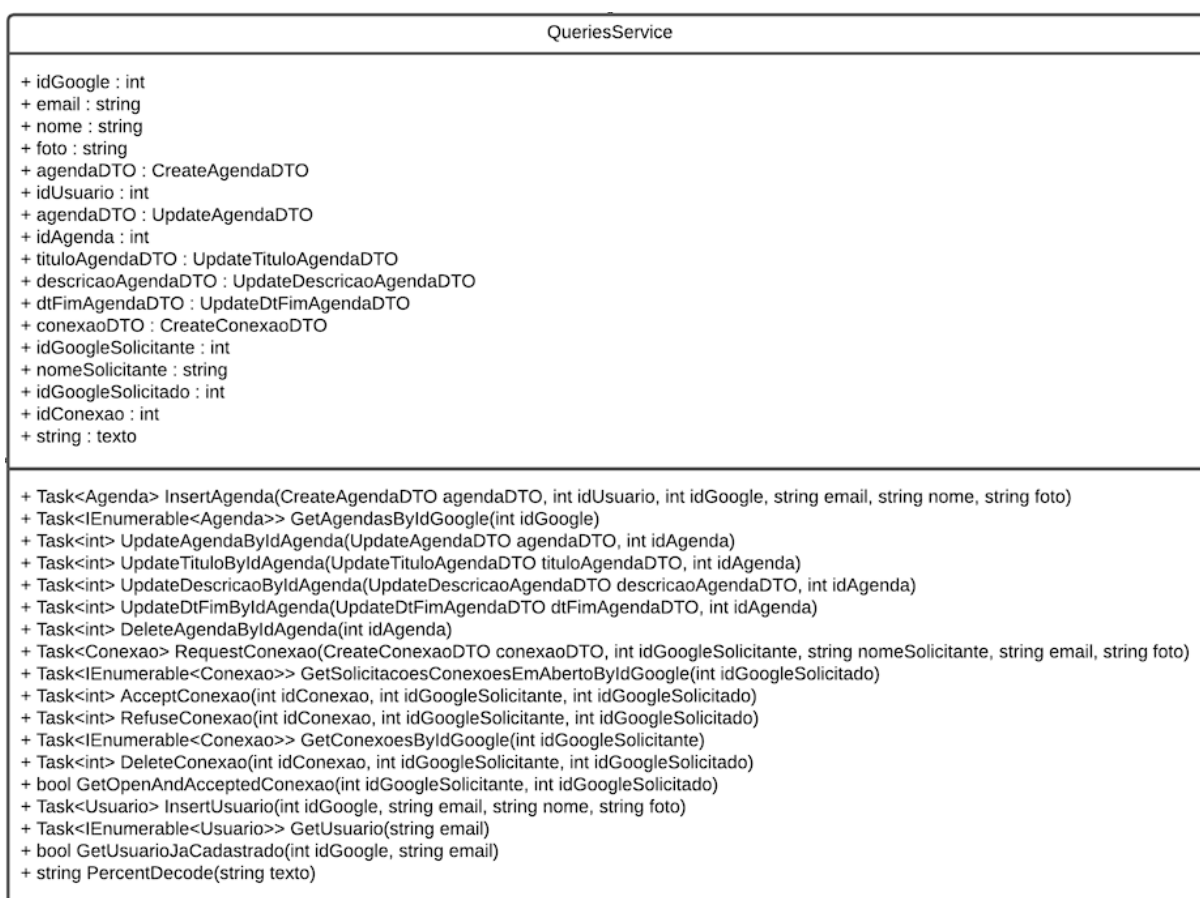 QueriesService
+ idGoogle : int
+ email : string
+ nome : string
+ foto : string
+ agendaDTO : CreateAgendaDTO
+ idUsuario : int
+ agendaDTO : UpdateAgendaDTO
+ idAgenda : int
+ tituloAgendaDTO : UpdateTituloAgendaDTO
+ descricaoAgendaDTO : UpdateDescricaoAgendaDTO
+ dtFimAgendaDTO : UpdateDtFimAgendaDTO
+ conexaoDTO : CreateConexaoDTO
+ idGoogleSolicitante : int
+ nomeSolicitante : string
+ idGoogleSolicitado : int
+ idConexao : int
+ string : texto
+ Task<Agenda> InsertAgenda(CreateAgendaDTO agendaDTO, int idUsuario, int idGoogle, string email, string nome, string foto)
+ Task<IEnumerable<Agenda>> GetAgendasByIdGoogle(int idGoogle)
+ Task<int> UpdateAgendaByIdAgenda(UpdateAgendaDTO agendaDTO, int idAgenda)
+ Task<int> UpdateTituloByIdAgenda(UpdateTituloAgendaDTO tituloAgendaDTO, int idAgenda)
+ Task<int> UpdateDescricaoByIdAgenda(UpdateDescricaoAgendaDTO descricaoAgendaDTO, int idAgenda)
+ Task<int> UpdateDtFimByIdAgenda(UpdateDtFimAgendaDTO dtFimAgendaDTO, int idAgenda)
+ Task<int> DeleteAgendaByIdAgenda(int idAgenda)
+ Task<Conexao> RequestConexao(CreateConexaoDTO conexaoDTO, int idGoogleSolicitante, string nomeSolicitante, string email, string foto)
+ Task<IEnumerable<Conexao>> GetSolicitacoesConexoesEmAbertoByIdGoogle(int idGoogleSolicitado)
+ Task<int> AcceptConexao(int idConexao, int idGoogleSolicitante, int idGoogleSolicitado)
+ Task<int> RefuseConexao(int idConexao, int idGoogleSolicitante, int idGoogleSolicitado)
+ Task<IEnumerable<Conexao>> GetConexoesByIdGoogle(int idGoogleSolicitante)
+ Task<int> DeleteConexao(int idConexao, int idGoogleSolicitante, int idGoogleSolicitado)
+ bool GetOpenAndAcceptedConexao(int idGoogleSolicitante, int idGoogleSolicitado)
+ Task<Usuario> InsertUsuario(int idGoogle, string email, string nome, string foto)
+ Task<IEnumerable<Usuario>> GetUsuario(string email)
+ bool GetUsuarioJaCadastrado(int idGoogle, string email)
+ string PercentDecode(string texto)